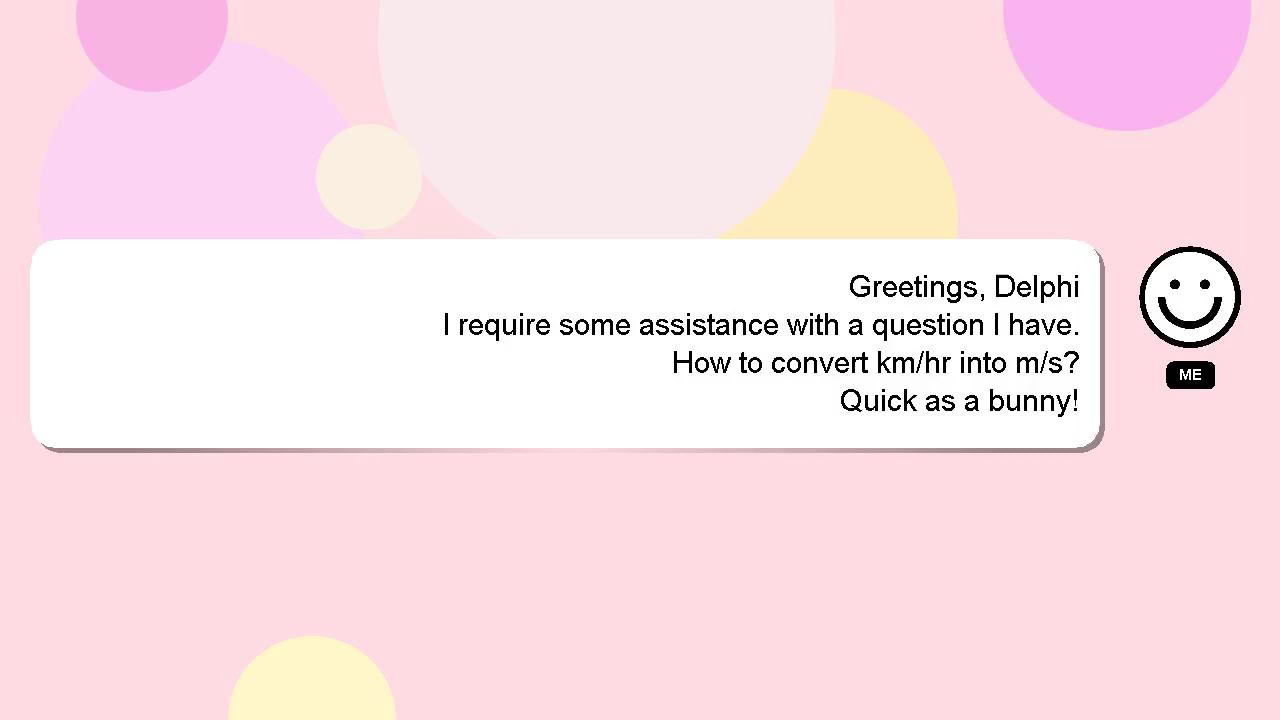 Greetings, Delphi
I require some assistance with a question I have.
How to convert km/hr into m/s?
Quick as a bunny!
ME